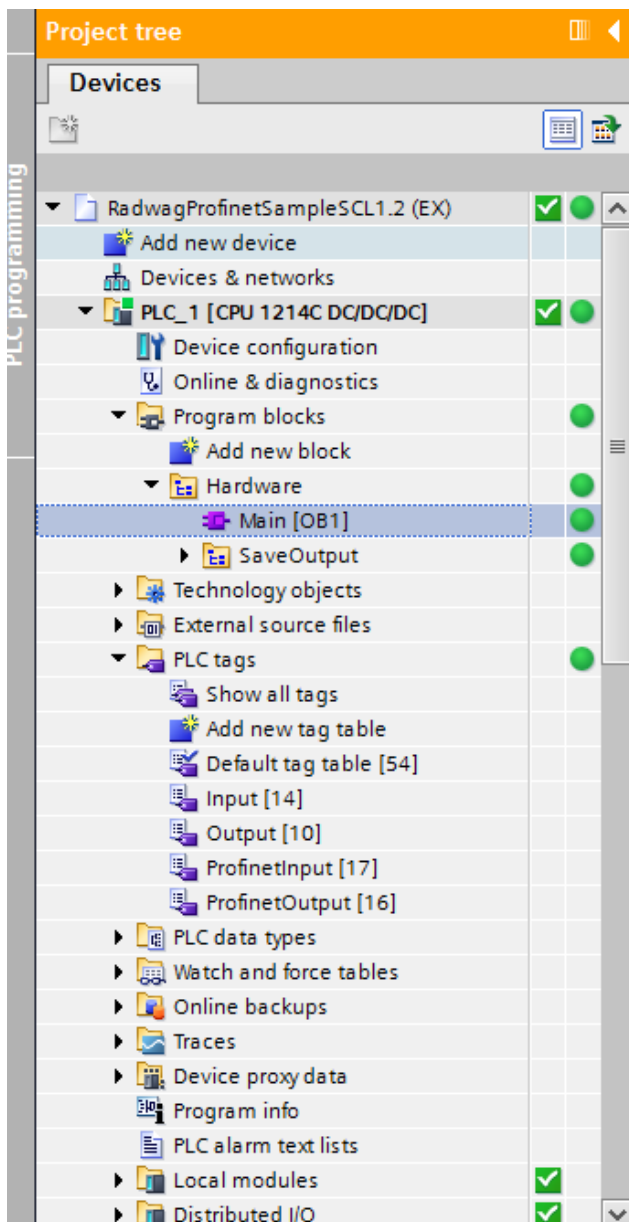 Project tree
Devices
PLC programming
RadwagProfinetSampleSCL1.2 (EX)
Add new device
Devices & networks
PLC_1 [CPU 1214C DC/DC/DC]
Device configuration
Online & diagnostics
Program blocks
Add new block
Hardware
Main [OB1]
SaveOutput
Technology objects
External source files
PLC tags
Show all tags
Add new tag table
Default tag table [54]
Input [14]
Output [10]
ProfinetInput [17]
ProfinetOutput [16]
PLC data types
Watch and force tables
Online backups
Traces
Device proxy data
Program info
PLC alarm text lists
Local modules
Distributed I/O